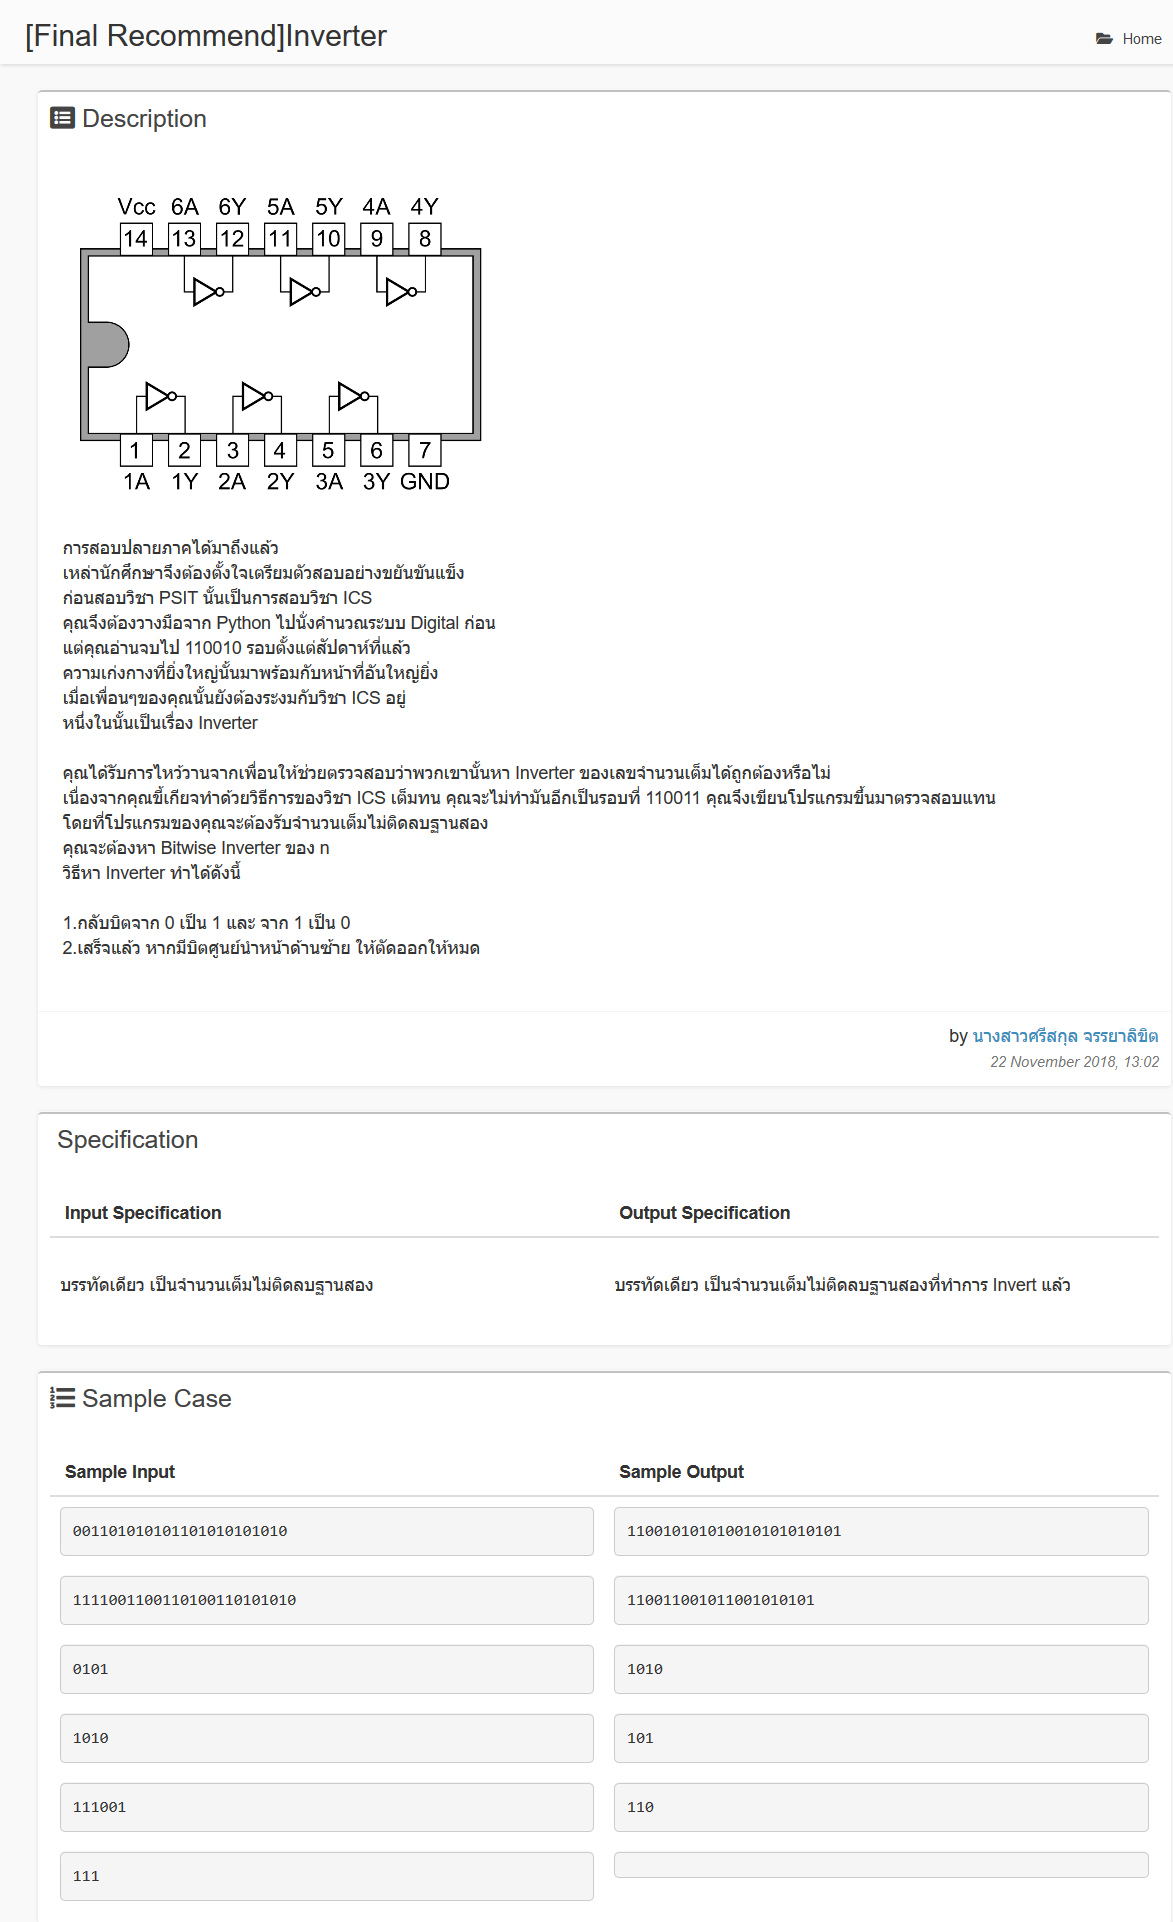 [Final Recommend]Inverter
Home
Description
Vcc 6A 6Y 5A 5Y 4A 4Y
14 13 12 11 10 9 8
1 2 3 4 5 6 7
1A 1Y 2A 2Y 3A 3Y GND
การสอบปลายภาคได้มาถึงแล้ว
เหล่านักศึกษาจึงต้องตั้งใจเตรียมตัวสอบอย่างขยันขันแข็ง
ก่อนสอบวิชา PSIT นั้นเป็นการสอบวิชา ICS
คุณจึงต้องวางมือจาก Python ไปนั่งคำนวณระบบ Digital ก่อน
แต่คุณอ่านจบไป 110010 รอบตั้งแต่สัปดาห์ที่แล้ว
ความเก่งกางที่ยิ่งใหญ่นั้นมาพร้อมกับหน้าที่อันใหญ่ยิ่ง
เมื่อเพื่อนๆของคุณนั้นยังต้องระงมกับวิชา ICS อยู่
หนึ่งในนั้นเป็นเรื่อง Inverter
คุณได้รับการไหว้วานจากเพื่อนให้ช่วยตรวจสอบว่าพวกเขานั้นหา Inverter ของเลขจำนวนเต็มได้ถูกต้องหรือไม่
เนื่องจากคุณขี้เกียจทำด้วยวิธีการของวิชา ICS เต็มทน คุณจะไม่ทำมันอีกเป็นรอบที่ 110011 คุณจึงเขียนโปรแกรมขึ้นมาตรวจสอบแทน
โดยที่โปรแกรมของคุณจะต้องรับจำนวนเต็มไม่ติดลบฐานสอง
คุณจะต้องหา Bitwise Inverter ของ n
วิธีหา Inverter ทำได้ดังนี้
1.กลับบิตจาก 0 เป็น 1 และ จาก 1 เป็น 0
2.เสร็จแล้ว หากมีบิตศูนย์นำหน้าด้านซ้าย ให้ตัดออกให้หมด
by นางสาวศรีสกุล จรรยาลิขิต
22 November 2018, 13:02
Specification
Input Specification Output Specification
บรรทัดเดียว เป็นจำนวนเต็มไม่ติดลบฐานสอง บรรทัดเดียว เป็นจำนวนเต็มไม่ติดลบฐานสองที่ทำการ Invert แล้ว
Sample Case
Sample Input Sample Output
001101010101101010101010 110010101010010101010101
1111001100110100110101010 110011001011001010101
0101 1010
1010 101
111001 110
111